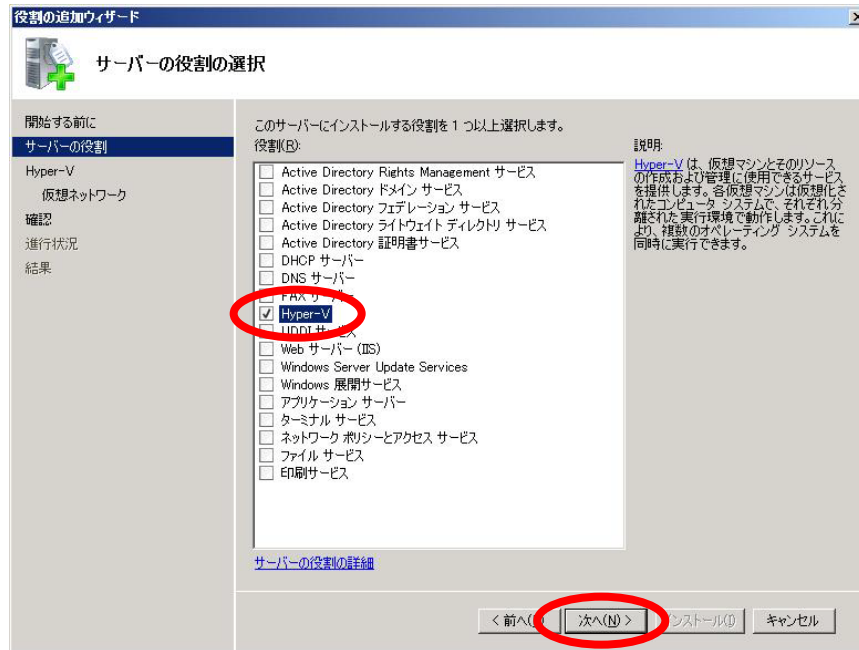 役割の追加ウィザード
サーバーの役割の選択
開始する前に
サーバーの役割
Hyper-V
仮想ネットワーク
確認
進行状況
結果
このサーバーにインストールする役割を 1 つ以上選択します。
役割(R):
Active Directory Rights Management サービス
Active Directory ドメイン サービス
Active Directory フェデレーション サービス
Active Directory ライトウェイト ディレクトリ サービス
Active Directory 証明書サービス
DHCP サーバー
DNS サーバー
FAX サーバー
Hyper-V
UDDI サービス
Web サーバー (IIS)
Windows Server Update Services
Windows 展開サービス
アプリケーション サーバー
ターミナル サービス
ネットワーク ポリシーとアクセス サービス
ファイル サービス
印刷サービス
サーバーの役割の詳細
説明:
Hyper-V は、仮想マシンとそのリソース
の作成および管理に使用できるサービス
を提供します。各仮想マシンは仮想化さ
れたコンピュータ システムで、それぞれ分
離された実行環境で動作します。これに
より、複数のオペレーティング システムを
同時に実行できます。
< 前へ(
次へ(N) >
ンストール(I)
キャンセル